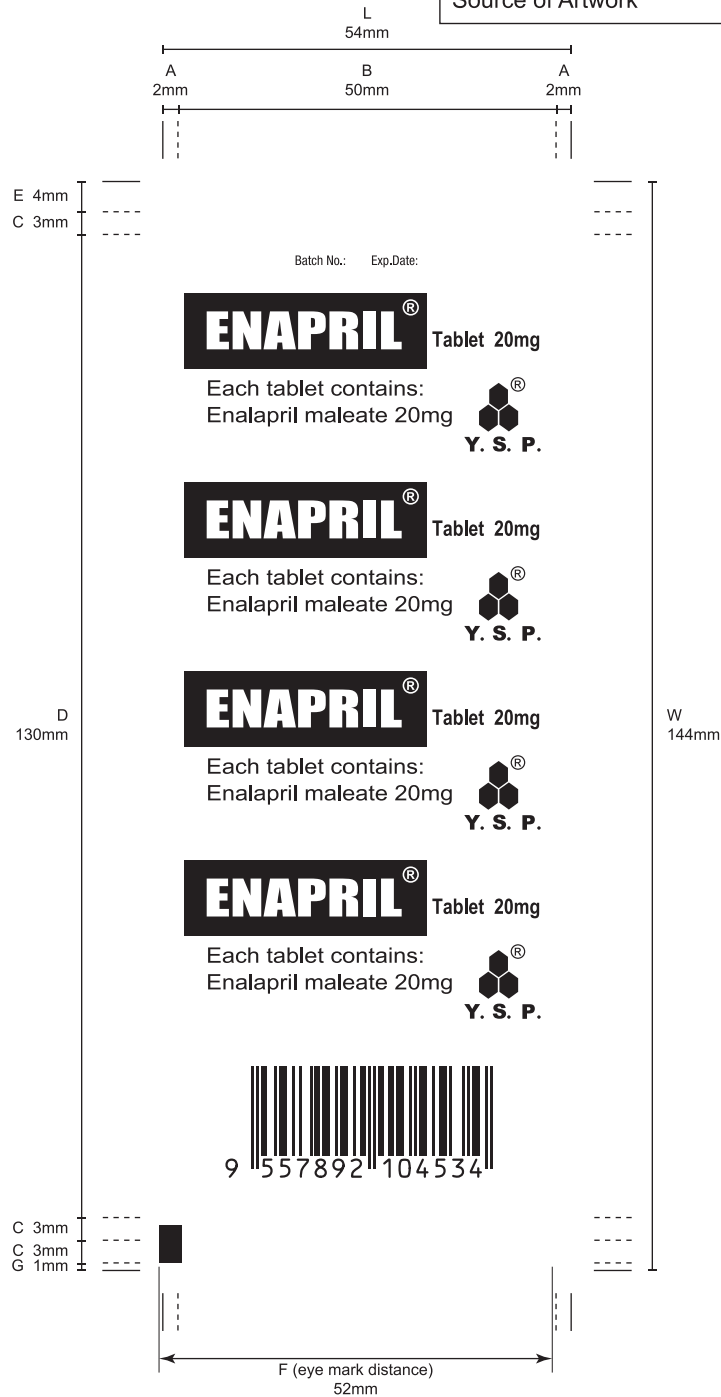 Source of Artwork
L
54mm
A B A
2mm 50mm 2mm
E 4mm
C 3mm
Batch No.: Exp.Date:
ENAPRIL® Tablet 20mg
Each tablet contains:
Enalapril maleate 20mg
®
Y. S. P.
ENAPRIL® Tablet 20mg
Each tablet contains:
Enalapril maleate 20mg
®
Y. S. P.
D
130mm
W
144mm
ENAPRIL® Tablet 20mg
Each tablet contains:
Enalapril maleate 20mg
®
Y. S. P.
ENAPRIL® Tablet 20mg
Each tablet contains:
Enalapril maleate 20mg
®
Y. S. P.
9 557892 104534
C 3mm
C 3mm
G 1mm
F (eye mark distance)
52mm